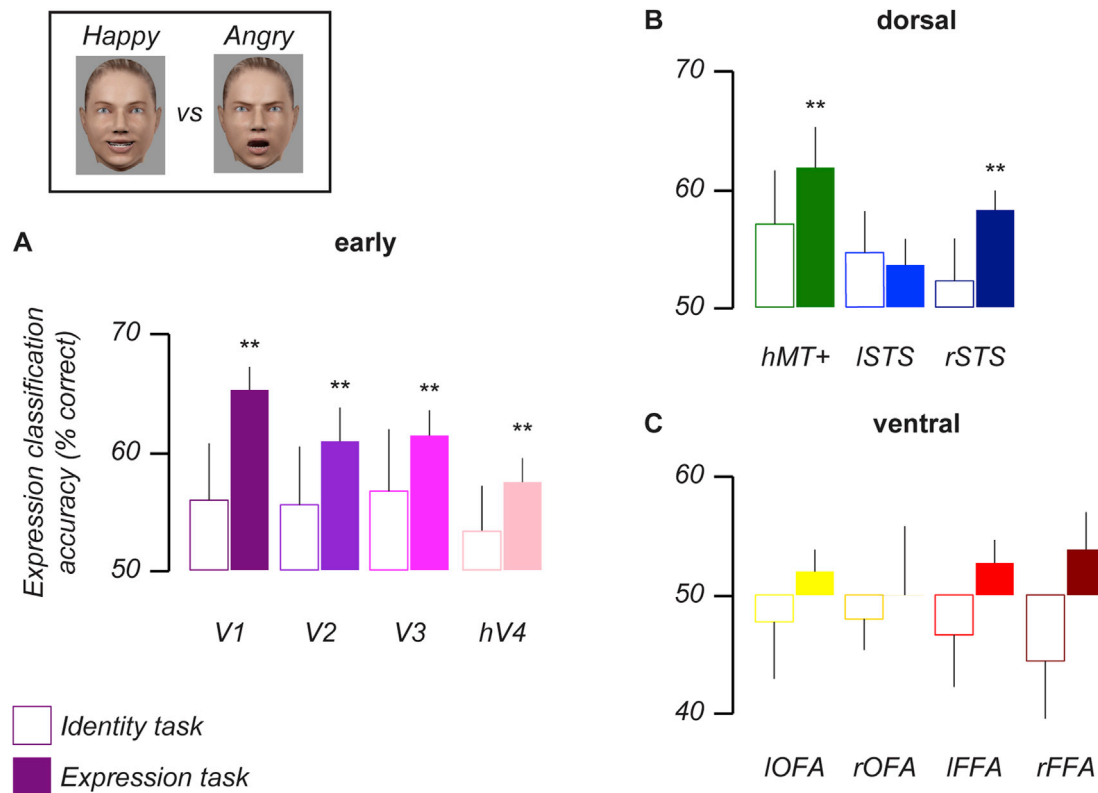 Happy
Angry
vs
A
early
Expression classification
accuracy (% correct)
70
60
50
**
**
**
**
V1
V2
V3
hV4
Identity task
Expression task
B
dorsal
70
60
50
**
**
hMT+
lSTS
rSTS
C
ventral
60
50
40
lOFA
rOFA
lFFA
rFFA